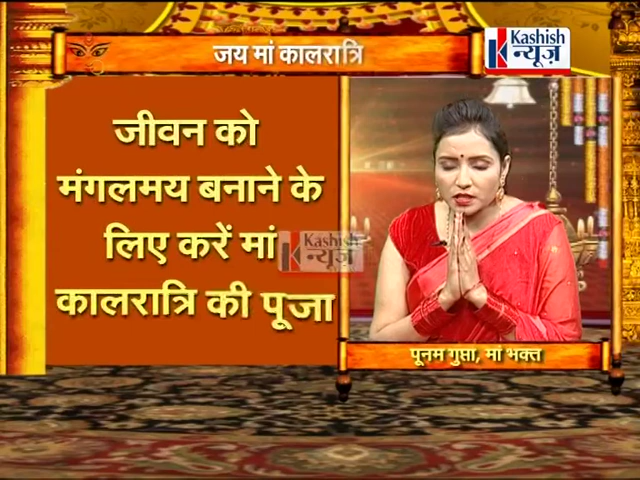 जय मां कालरात्रि
Kashish
न्यूज़
जीवन को
मंगलमय बनाने के
लिए करें मां
कालरात्रि की पूजा
Kashish
न्यूज़
पूनम गुप्ता, मां भक्त